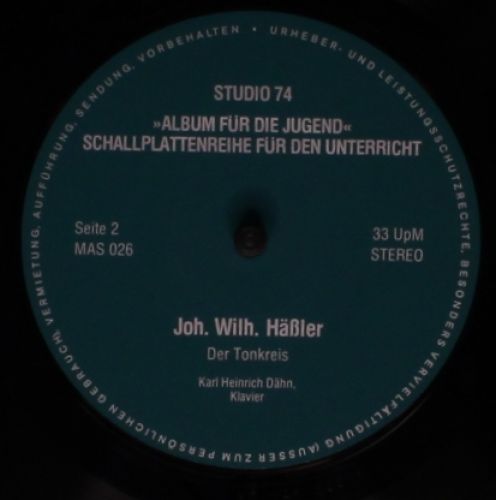 URHEBER- UND LEISTUNGSSCHUTZRECHTE, BESONDERS VERVIELFÄLTIGUNG (AUSSER ZUM PERSÖNLICHEN GEBRAUCH), VERMIETUNG, AUFFÜHRUNG, SENDUNG, VORBEHALTEN •
STUDIO 74
»ALBUM FÜR DIE JUGEND«
SCHALLPLATTENREIHE FÜR DEN UNTERRICHT
Seite 2
MAS 026
33 UpM
STEREO
Joh. Wilh. Häßler
Der Tonkreis
Karl Heinrich Dähn,
Klavier